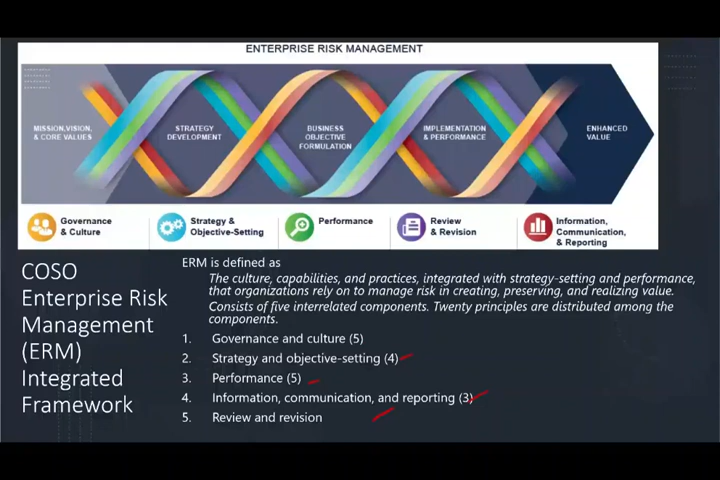 ENTERPRISE RISK MANAGEMENT
MISSION, VISION,
& CORE VALUES
STRATEGY
DEVELOPMENT
BUSINESS
OBJECTIVE
FORMULATION
IMPLEMENTATION
& PERFORMANCE
ENHANCED
VALUE
Governance
& Culture
Strategy &
Objective-Setting
Performance
Review
& Revision
Information,
Communication,
& Reporting
COSO
Enterprise Risk
Management
(ERM)
Integrated
Framework
ERM is defined as
The culture, capabilities, and practices, integrated with strategy-setting and performance,
that organizations rely on to manage risk in creating, preserving, and realizing value.
Consists of five interrelated components. Twenty principles are distributed among the
components.
1. Governance and culture (5)
2. Strategy and objective-setting (4)
3. Performance (5)
4. Information, communication, and reporting (3)
5. Review and revision